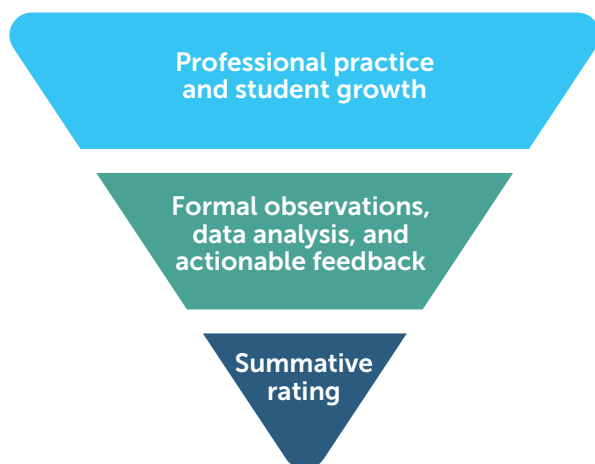 Professional practice
and student growth
Formal observations,
data analysis, and
actionable feedback
Summative
rating